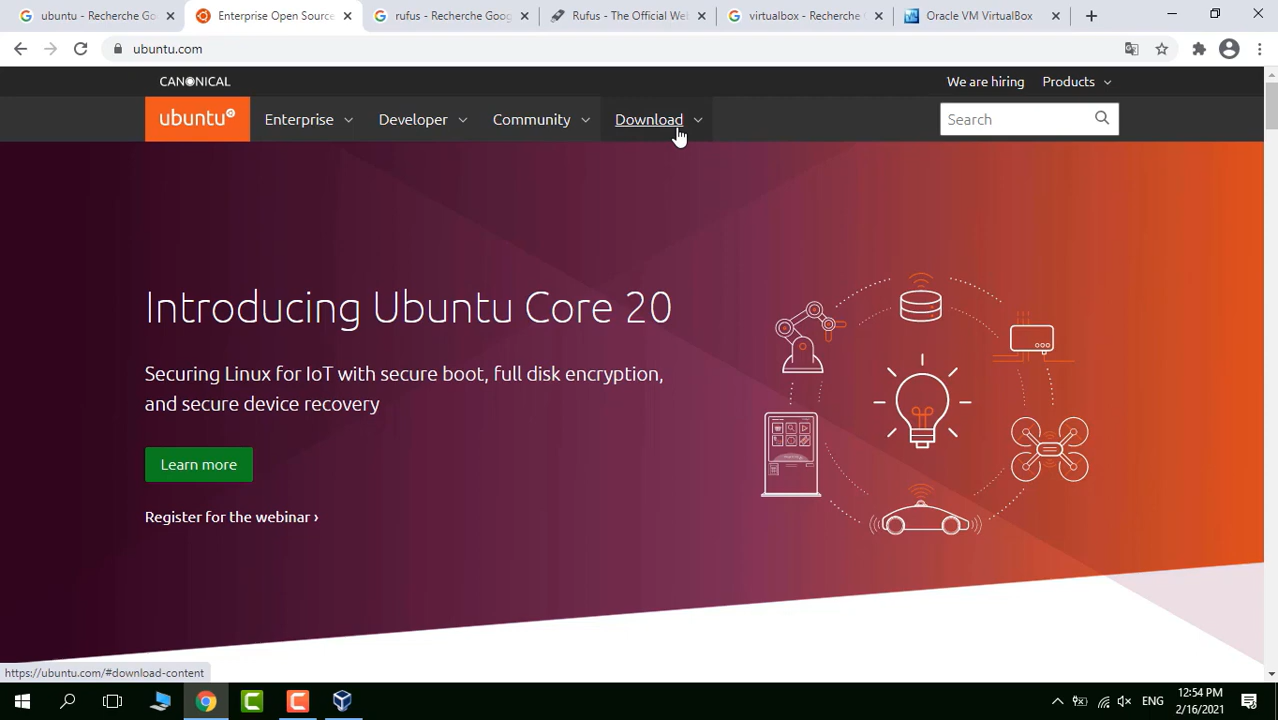 ubuntu - Recherche Go
Enterprise Open Source
rufus - Recherche Goog
Rufus - The Official We
virtualbox - Recherche
Oracle VM VirtualBox
ubuntu.com
CANONICAL
We are hiring
Products
ubuntu
Enterprise
Developer
Community
Download
Search
Introducing Ubuntu Core 20
Securing Linux for IoT with secure boot, full disk encryption,
and secure device recovery
Learn more
Register for the webinar ›
https://ubuntu.com/#download-content
ENG
12:54 PM
2/16/2021